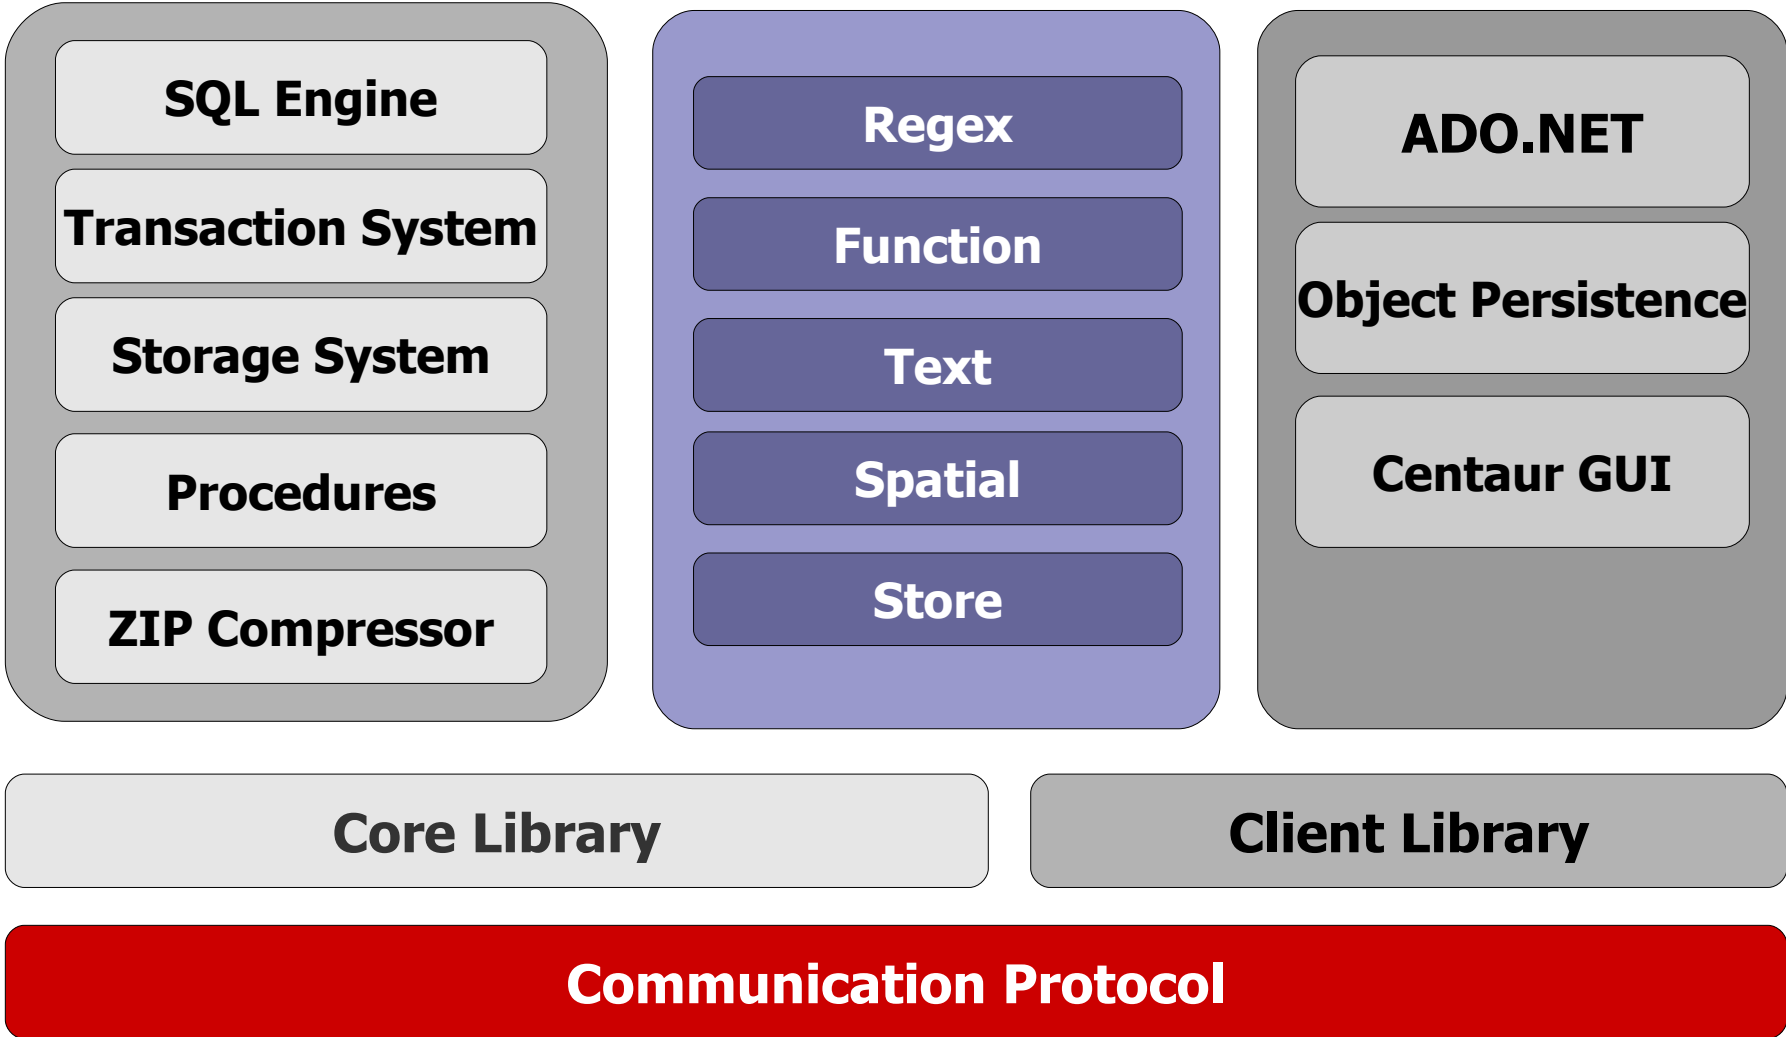 SQL Engine
Transaction System
Storage System
Procedures
ZIP Compressor
Regex
Function
Text
Spatial
Store
ADO.NET
Object Persistence
Centaur GUI
Core Library
Client Library
Communication Protocol